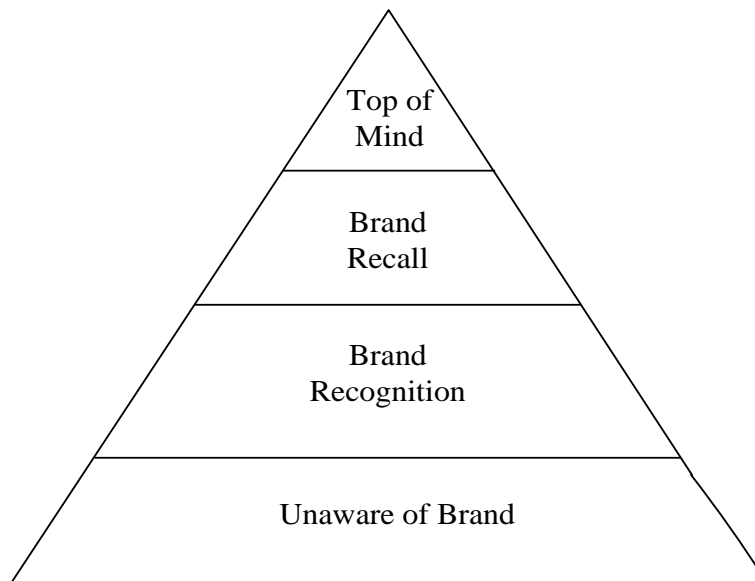 Top of
Mind
Brand
Recall
Brand
Recognition
Unaware of Brand